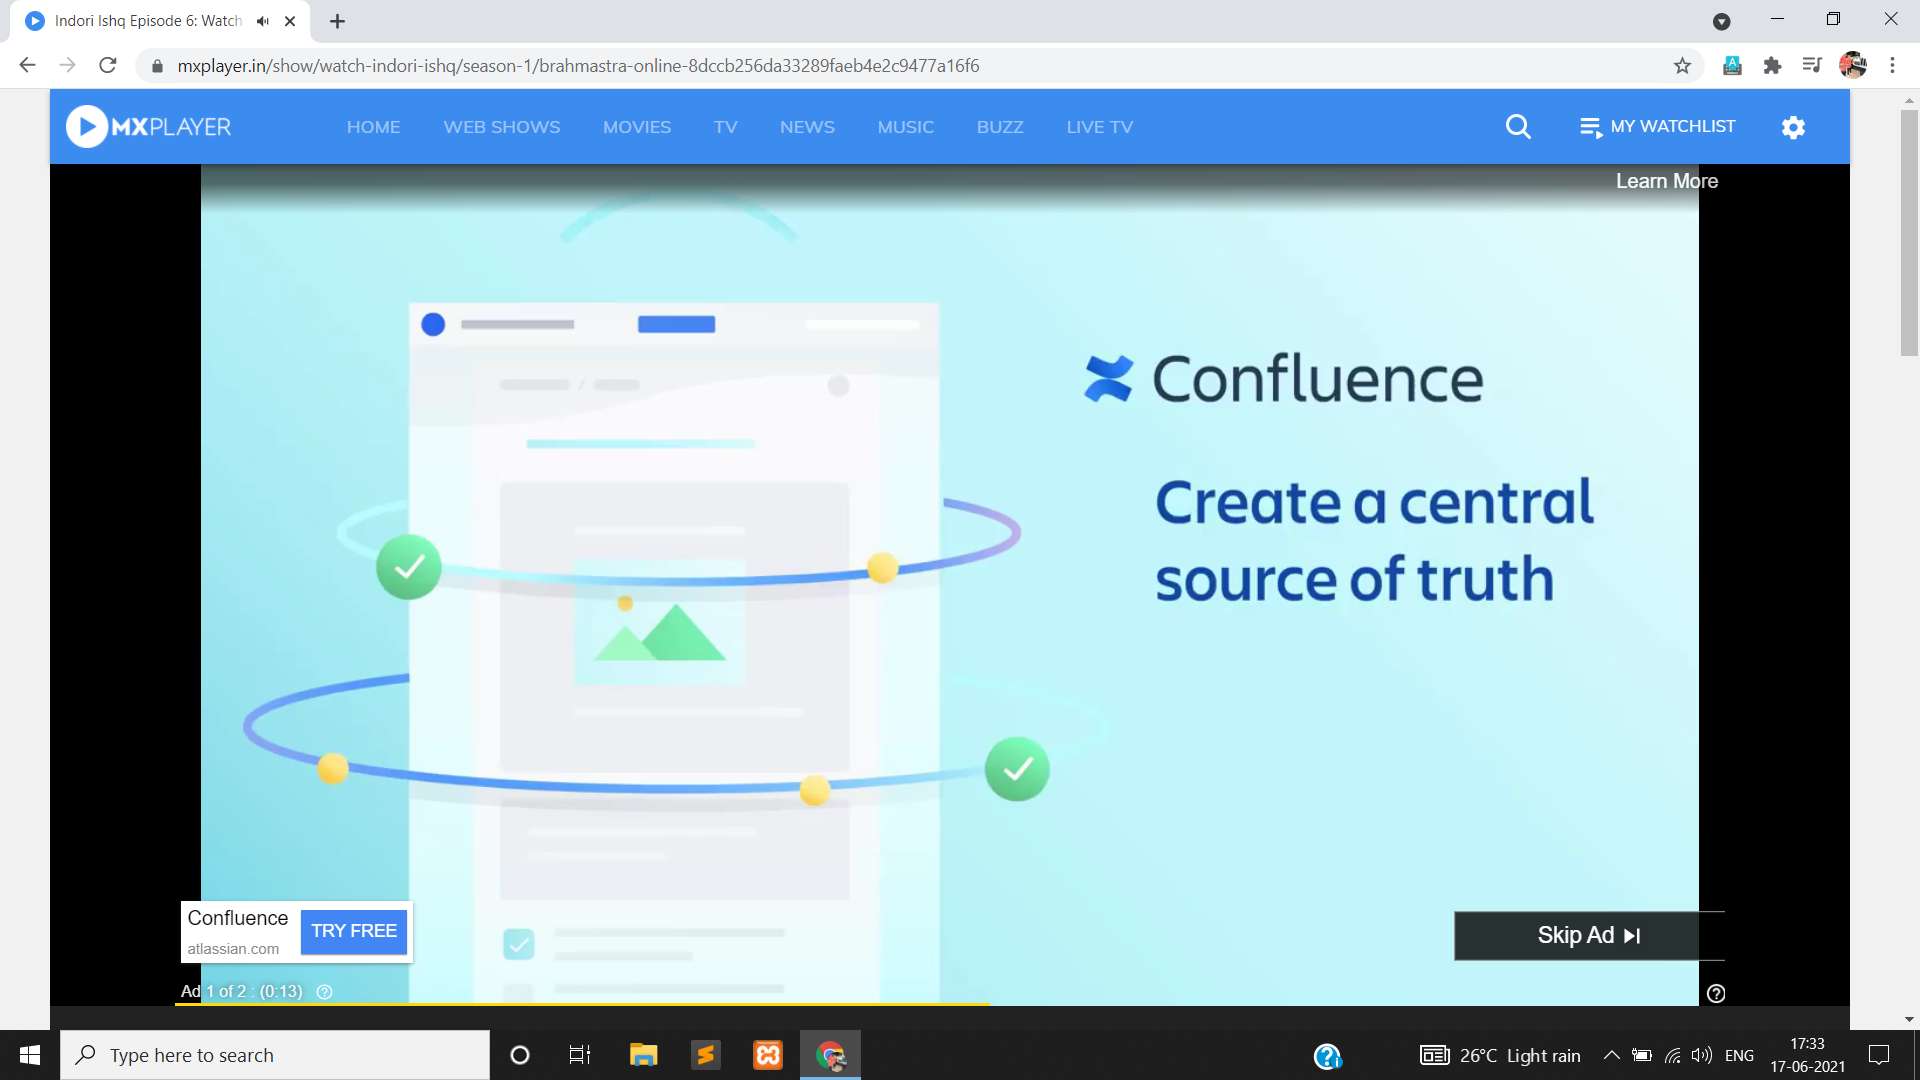 Indori Ishq Episode 6: Watch
mxplayer.in/show/watch-indori-ishq/season-1/brahmastra-online-8dccb256da33289faeb4e2c9477a16f6
MXPLAYER HOME WEB SHOWS MOVIES TV NEWS MUSIC BUZZ LIVE TV MY WATCHLIST
Learn More
Confluence
Create a central
source of truth
Confluence
atlassian.com
TRY FREE
Skip Ad
Ad 1 of 2 : (0:13)
Type here to search
26°C Light rain
ENG
17:33
17-06-2021